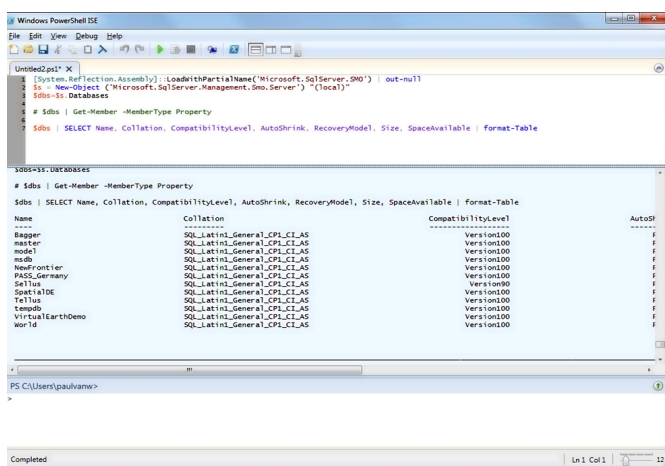 Windows PowerShell ISE
File Edit View Debug Help
Untitled2.ps1* X
1 [System.Reflection.Assembly]::LoadWithPartialName('Microsoft.SqlServer.SMO') | out-null
2 $s = New-Object ('Microsoft.SqlServer.Management.Smo.Server') "(local)"
3 $dbs=$s.Databases
4
5 # $dbs | Get-Member -MemberType Property
6
7 $dbs | SELECT Name, Collation, CompatibilityLevel, AutoShrink, RecoveryModel, Size, SpaceAvailable | format-Table
$dbs=$s.Databases
# $dbs | Get-Member -MemberType Property
$dbs | SELECT Name, Collation, CompatibilityLevel, AutoShrink, RecoveryModel, Size, SpaceAvailable | format-Table
Name Collation CompatibilityLevel AutoSh
---- --------- ------------------ ------
Bagger SQL_Latin1_General_CP1_CI_AS Version100 F
master SQL_Latin1_General_CP1_CI_AS Version100 F
model SQL_Latin1_General_CP1_CI_AS Version100 F
msdb SQL_Latin1_General_CP1_CI_AS Version100 F
NewFrontier SQL_Latin1_General_CP1_CI_AS Version100 F
PASS_Germany SQL_Latin1_General_CP1_CI_AS Version100 F
Sellus SQL_Latin1_General_CP1_CI_AS Version90 F
SpatialDE SQL_Latin1_General_CP1_CI_AS Version100 F
Tellus SQL_Latin1_General_CP1_CI_AS Version100 F
tempdb SQL_Latin1_General_CP1_CI_AS Version100 F
VirtualEarthDemo SQL_Latin1_General_CP1_CI_AS Version100 F
World SQL_Latin1_General_CP1_CI_AS Version100 F
PS C:\Users\paulvanw>
>
Completed Ln 1 Col 1 12